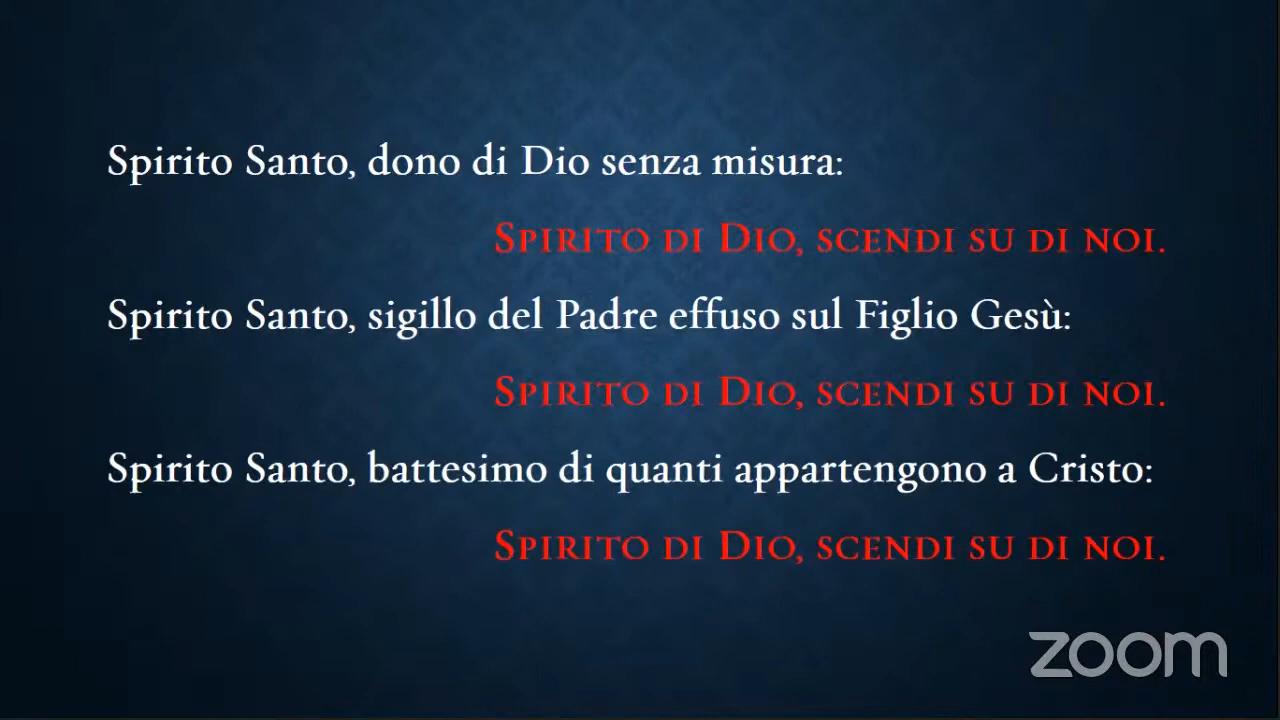 Spirito Santo, dono di Dio senza misura:
Spirito di Dio, scendi su di noi.
Spirito Santo, sigillo del Padre effuso sul Figlio Gesù:
Spirito di Dio, scendi su di noi.
Spirito Santo, battesimo di quanti appartengono a Cristo:
Spirito di Dio, scendi su di noi.
zoom